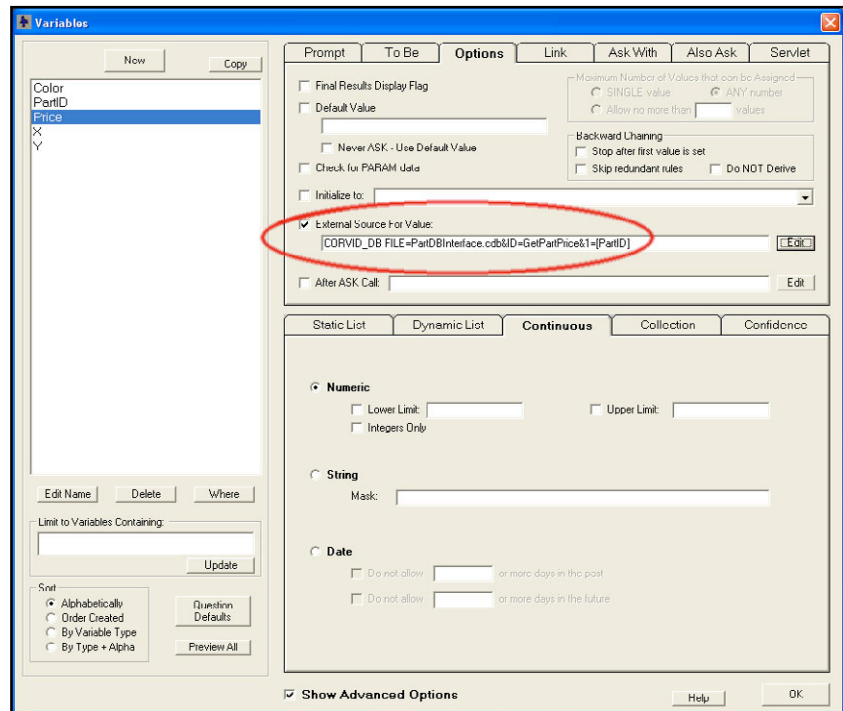 Variables
New
Copy
Color
PartID
Price
X
Y
Edit Name
Delete
Where
Limit to Variables Containing:
Update
Sort
Alphabetically
Order Created
By Variable Type
By Type + Alpha
Question Defaults
Preview All
Prompt
To Be
Options
Link
Ask With
Also Ask
Servlet
Final Results Display Flag
Default Value
Never ASK - Use Default Value
Check for PARAM data
Maximum Number of Values that can be Assigned
SINGLE value
ANY number
Allow no more than
values
Backward Chaining
Stop after first value is set
Skip redundant rules
Do NOT Derive
Initialize to:
External Source For Value:
CORVID_DB FILE=PartDBInterface.cdb&ID=GetPartPrice&1=[PartID]
Edit
After ASK Call:
Edit
Static List
Dynamic List
Continuous
Collection
Confidence
Numeric
Lower Limit:
Upper Limit:
Integers Only
String
Mask:
Date
Do not allow
or more days in the past
Do not allow
or more days in the future
Show Advanced Options
Help
OK